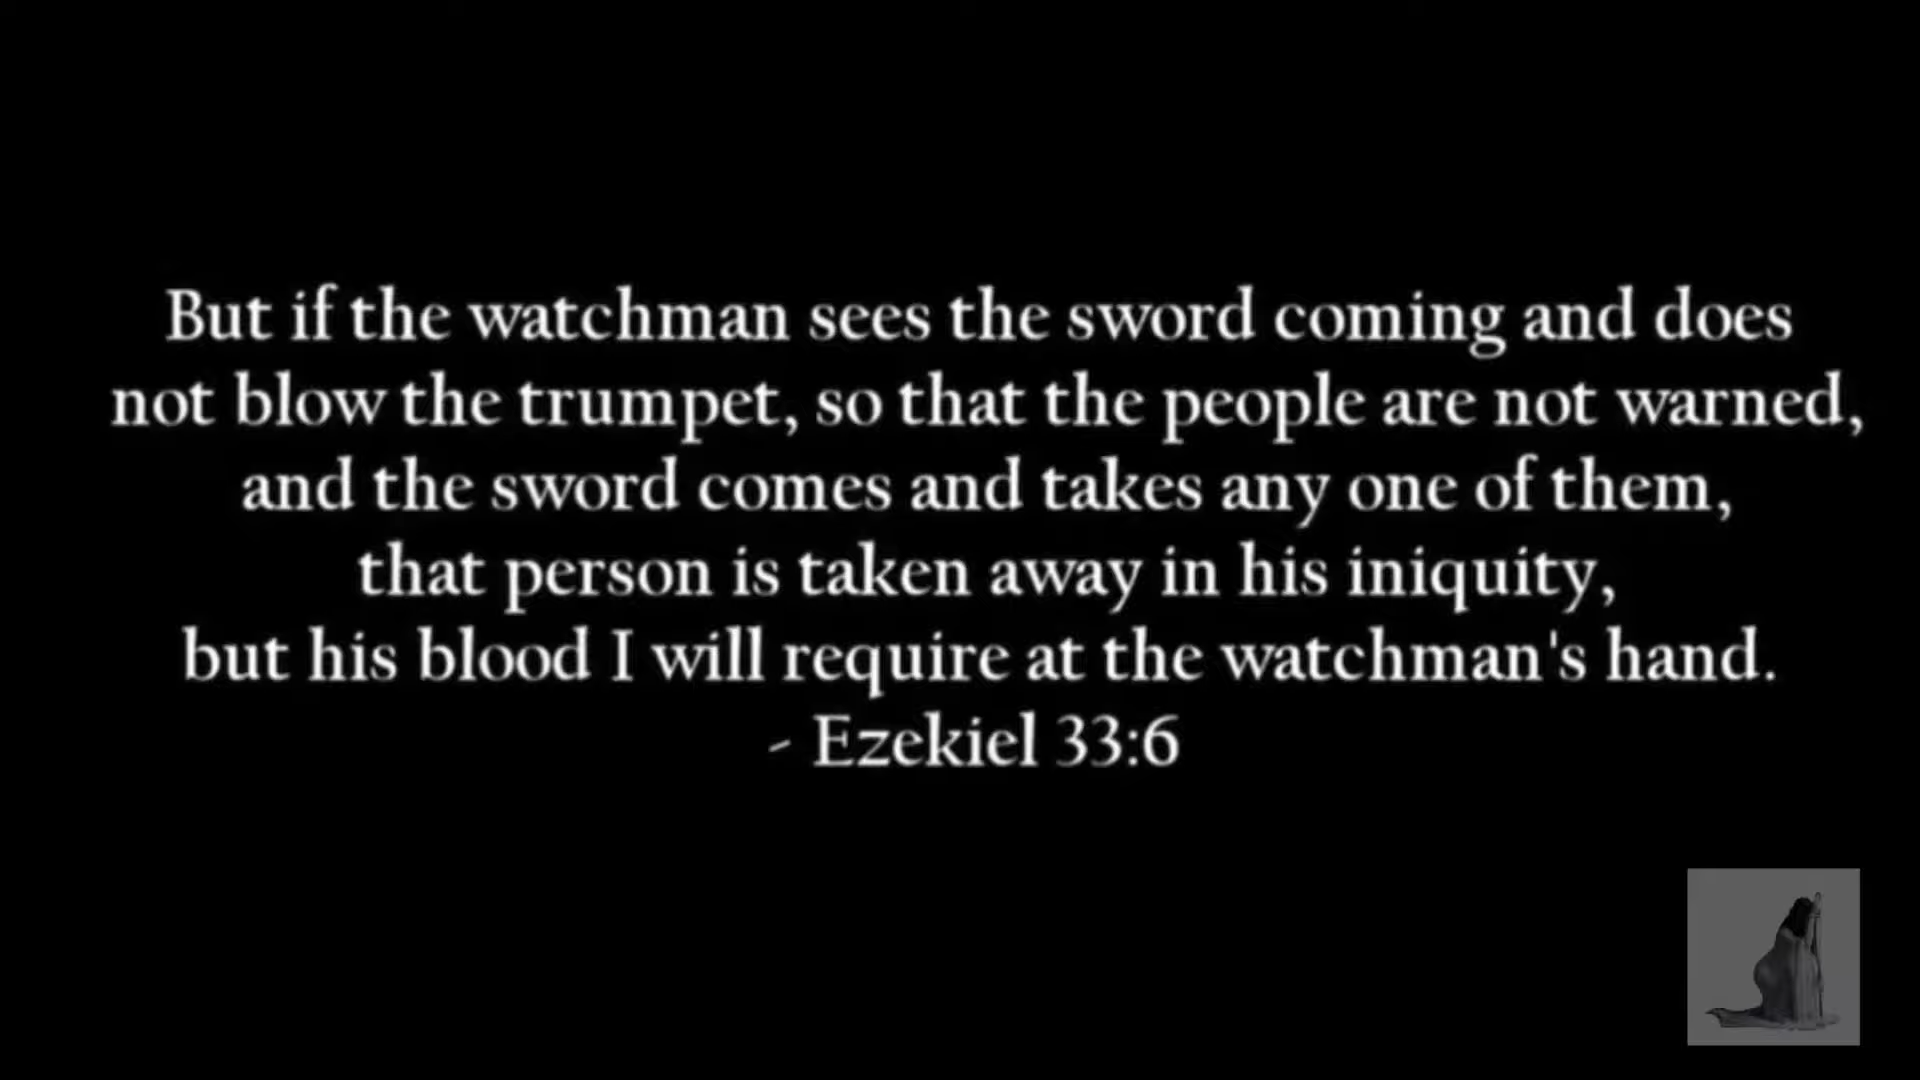 But if the watchman sees the sword coming and does
not blow the trumpet, so that the people are not warned,
and the sword comes and takes any one of them,
that person is taken away in his iniquity,
but his blood I will require at the watchman's hand.
- Ezekiel 33:6